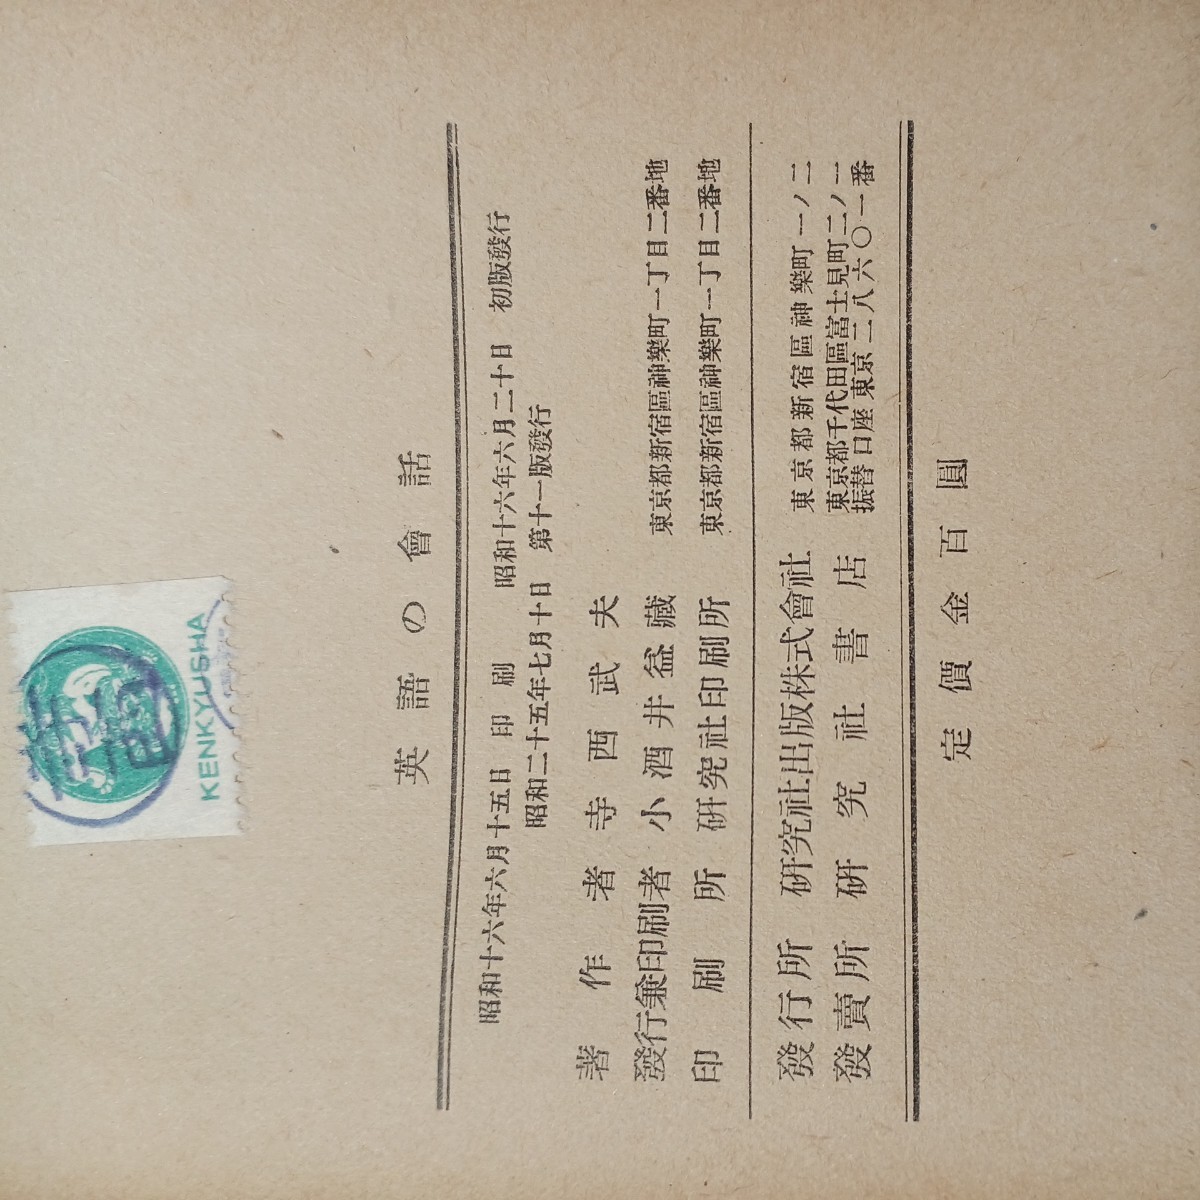 KENKYUSHA
英語の會話
昭和十六年六月十五日 印刷 昭和十六年六月二十日 初版發行
昭和二十五年七月十日 第十一版發行
著作者 寺西武夫
發行兼印刷者 小酒井益藏 東京都新宿區神樂町一丁目二番地
印刷所 硏究社印刷所 東京都新宿區神樂町一丁目二番地
發行所 硏究社出版株式會社 東京都新宿區神樂町一ノ二
發賣所 硏究社書店 東京都千代田區富士見町二ノ一
振替口座東京二八六〇一番
定價金百圓